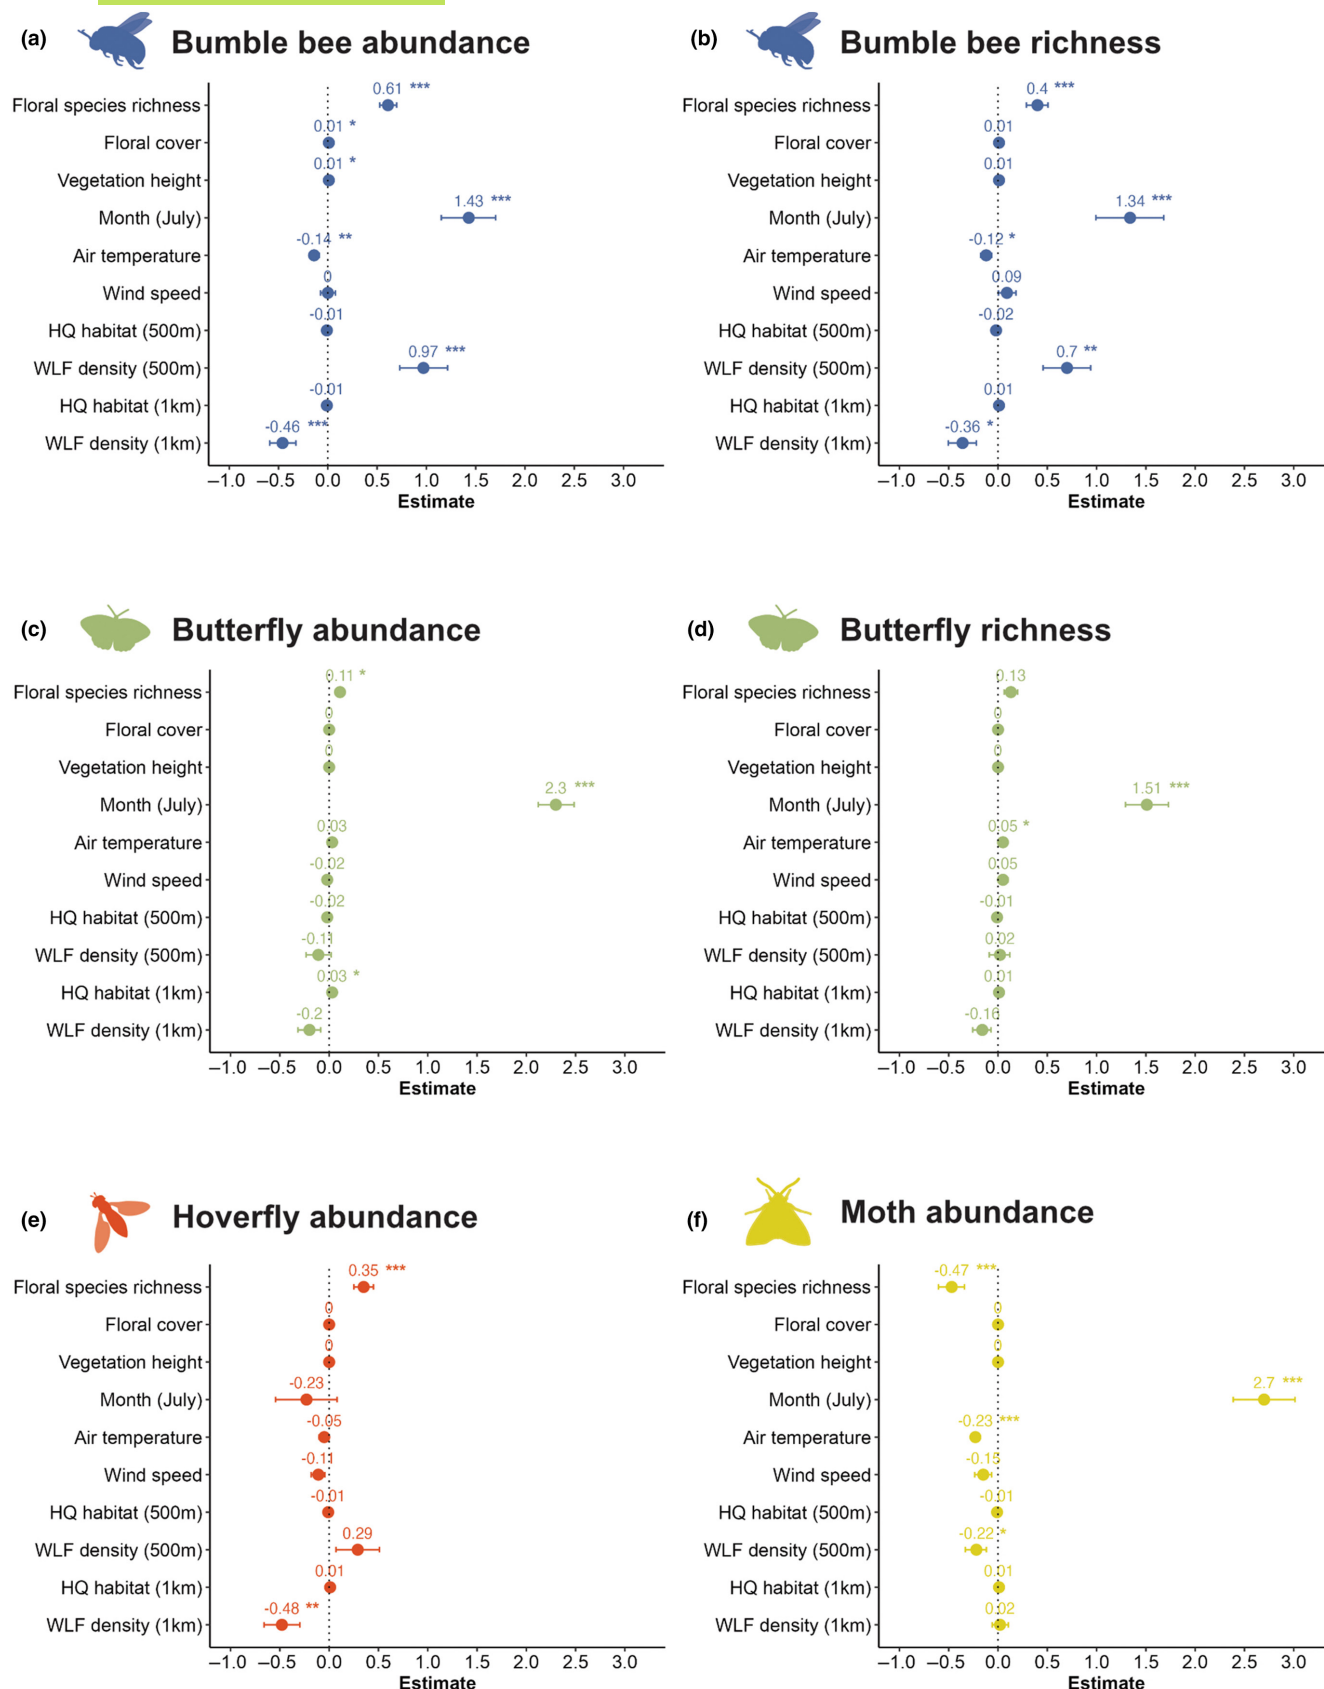 (a) Bumble bee abundance
Floral species richness 0.61 ***
Floral cover 0.01 *
Vegetation height 0.01 *
Month (July) 1.43 ***
Air temperature -0.14 **
Wind speed 0
HQ habitat (500m) -0.01
WLF density (500m) 0.97 ***
HQ habitat (1km) -0.01
WLF density (1km) -0.46 ***
–1.0 –0.5 0.0 0.5 1.0 1.5 2.0 2.5 3.0
Estimate
(b) Bumble bee richness
Floral species richness 0.4 ***
Floral cover 0.01
Vegetation height 0.01
Month (July) 1.34 ***
Air temperature -0.12 *
Wind speed 0.09
HQ habitat (500m) -0.02
WLF density (500m) 0.7 **
HQ habitat (1km) 0.01
WLF density (1km) -0.36 *
–1.0 –0.5 0.0 0.5 1.0 1.5 2.0 2.5 3.0
Estimate
(c) Butterfly abundance
Floral species richness 0.11 *
Floral cover 0
Vegetation height 0
Month (July) 2.3 ***
Air temperature 0.03
Wind speed -0.02
HQ habitat (500m) -0.02
WLF density (500m) -0.11
HQ habitat (1km) 0.03 *
WLF density (1km) -0.2
–1.0 –0.5 0.0 0.5 1.0 1.5 2.0 2.5 3.0
Estimate
(d) Butterfly richness
Floral species richness 0.13
Floral cover 0
Vegetation height 0
Month (July) 1.51 ***
Air temperature 0.05 *
Wind speed 0.05
HQ habitat (500m) -0.01
WLF density (500m) 0.02
HQ habitat (1km) 0.01
WLF density (1km) -0.16
–1.0 –0.5 0.0 0.5 1.0 1.5 2.0 2.5 3.0
Estimate
(e) Hoverfly abundance
Floral species richness 0.35 ***
Floral cover 0
Vegetation height 0
Month (July) -0.23
Air temperature -0.05
Wind speed -0.11
HQ habitat (500m) -0.01
WLF density (500m) 0.29
HQ habitat (1km) 0.01
WLF density (1km) -0.48 **
–1.0 –0.5 0.0 0.5 1.0 1.5 2.0 2.5 3.0
Estimate
(f) Moth abundance
Floral species richness -0.47 ***
Floral cover 0
Vegetation height 0
Month (July) 2.7 ***
Air temperature -0.23 ***
Wind speed -0.15
HQ habitat (500m) -0.01
WLF density (500m) -0.22 *
HQ habitat (1km) 0.01
WLF density (1km) 0.02
–1.0 –0.5 0.0 0.5 1.0 1.5 2.0 2.5 3.0
Estimate